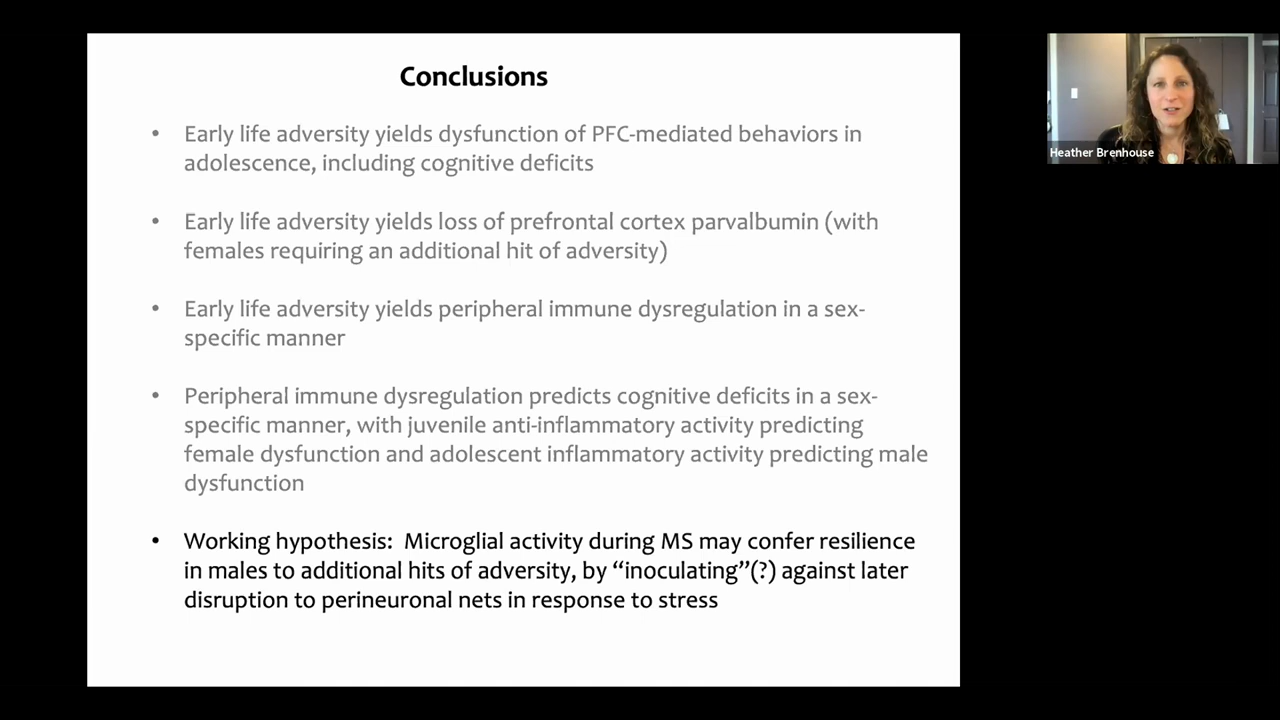 Conclusions
• Early life adversity yields dysfunction of PFC-mediated behaviors in
adolescence, including cognitive deficits
• Early life adversity yields loss of prefrontal cortex parvalbumin (with
females requiring an additional hit of adversity)
• Early life adversity yields peripheral immune dysregulation in a sex-
specific manner
• Peripheral immune dysregulation predicts cognitive deficits in a sex-
specific manner, with juvenile anti-inflammatory activity predicting
female dysfunction and adolescent inflammatory activity predicting male
dysfunction
• Working hypothesis:  Microglial activity during MS may confer resilience
in males to additional hits of adversity, by “inoculating”(?) against later
disruption to perineuronal nets in response to stress
Heather Brenhouse